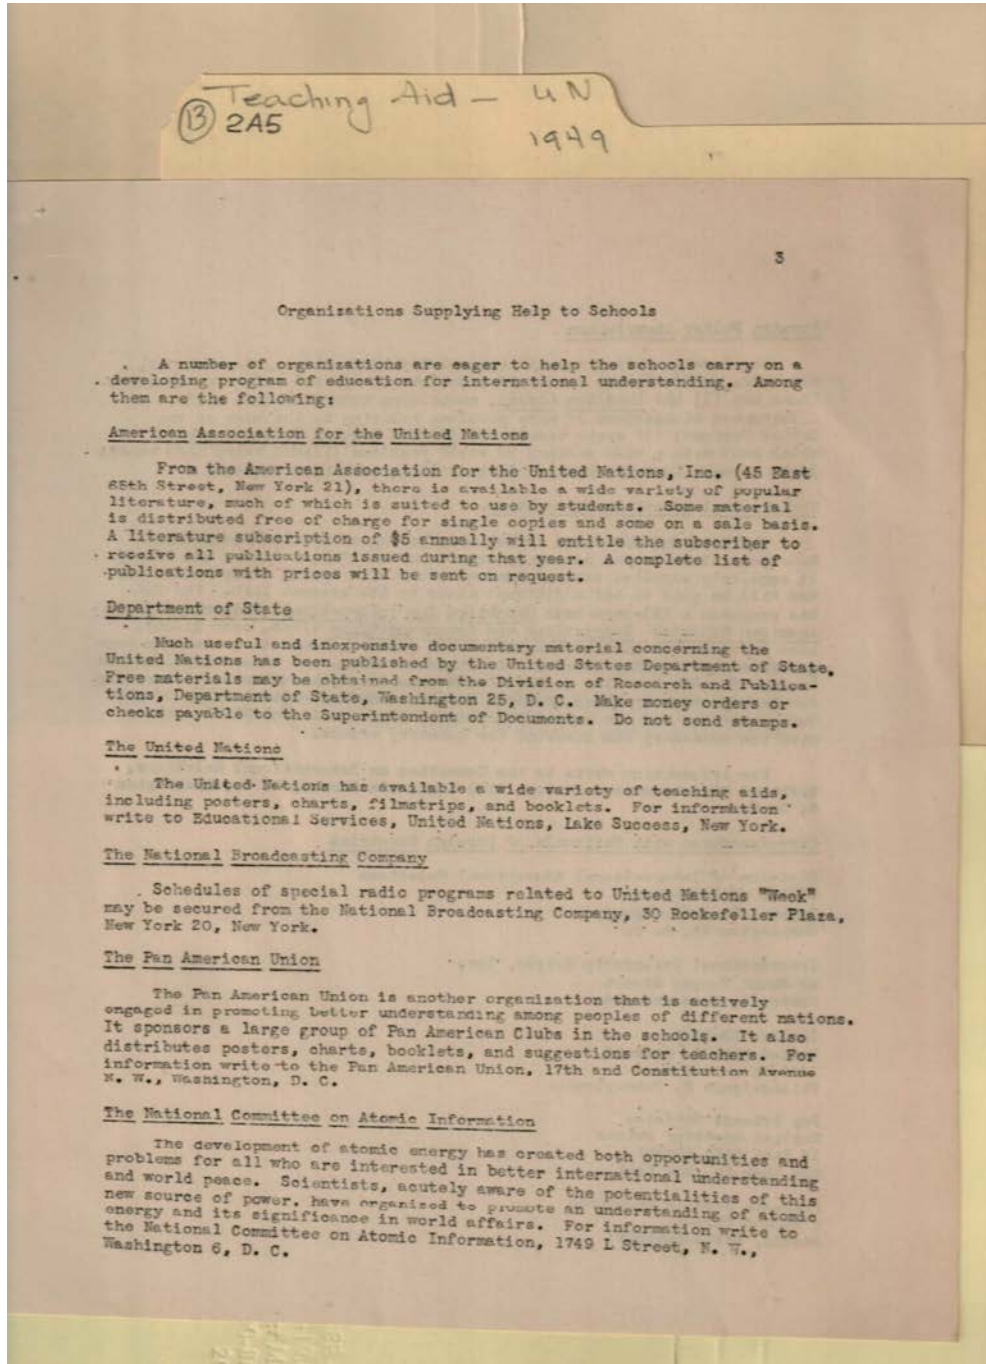 Teaching Aid — UN
13
2A5
1949
3
Organizations Supplying Help to Schools
A number of organizations are eager to help the schools carry on a
developing program of education for international understanding. Among
them are the following:
American Association for the United Nations
From the American Association for the United Nations, Inc. (45 East
65th Street, New York 21), there is available a wide variety of popular
literature, much of which is suited to use by students. Some material
is distributed free of charge for single copies and some on a sale basis.
A literature subscription of $5 annually will entitle the subscriber to
receive all publications issued during that year. A complete list of
publications with prices will be sent on request.
Department of State
Much useful and inexpensive documentary material concerning the
United Nations has been published by the United States Department of State.
Free materials may be obtained from the Division of Research and Publica-
tions, Department of State, Washington 25, D. C. Make money orders or
checks payable to the Superintendent of Documents. Do not send stamps.
The United Nations
The United Nations has available a wide variety of teaching aids,
including posters, charts, filmstrips, and booklets. For information
write to Educational Services, United Nations, Lake Success, New York.
The National Broadcasting Company
Schedules of special radio programs related to United Nations "Week"
may be secured from the National Broadcasting Company, 30 Rockefeller Plaza,
New York 20, New York.
The Pan American Union
The Pan American Union is another organization that is actively
engaged in promoting better understanding among peoples of different nations.
It sponsors a large group of Pan American Clubs in the schools. It also
distributes posters, charts, booklets, and suggestions for teachers. For
information write to the Pan American Union, 17th and Constitution Avenue
N. W., Washington, D. C.
The National Committee on Atomic Information
The development of atomic energy has created both opportunities and
problems for all who are interested in better international understanding
and world peace. Scientists, acutely aware of the potentialities of this
new source of power, have organized to promote an understanding of atomic
energy and its significance in world affairs. For information write to
the National Committee on Atomic Information, 1749 L Street, N. W.,
Washington 6, D. C.